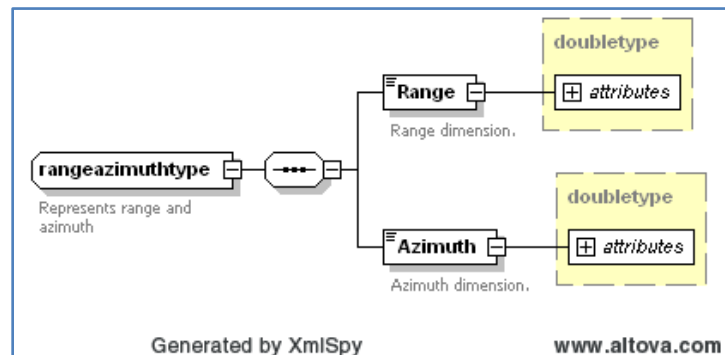 doubletype
Range
attributes
Range dimension.
rangeazimuthtype
Represents range and
azimuth
doubletype
Azimuth
attributes
Azimuth dimension.
Generated by XmlSpy
www.altova.com